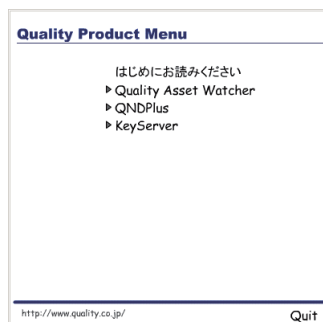 Quality Product Menu
はじめにお読みください
Quality Asset Watcher
QNDPlus
KeyServer
http://www.quality.co.jp/
Quit